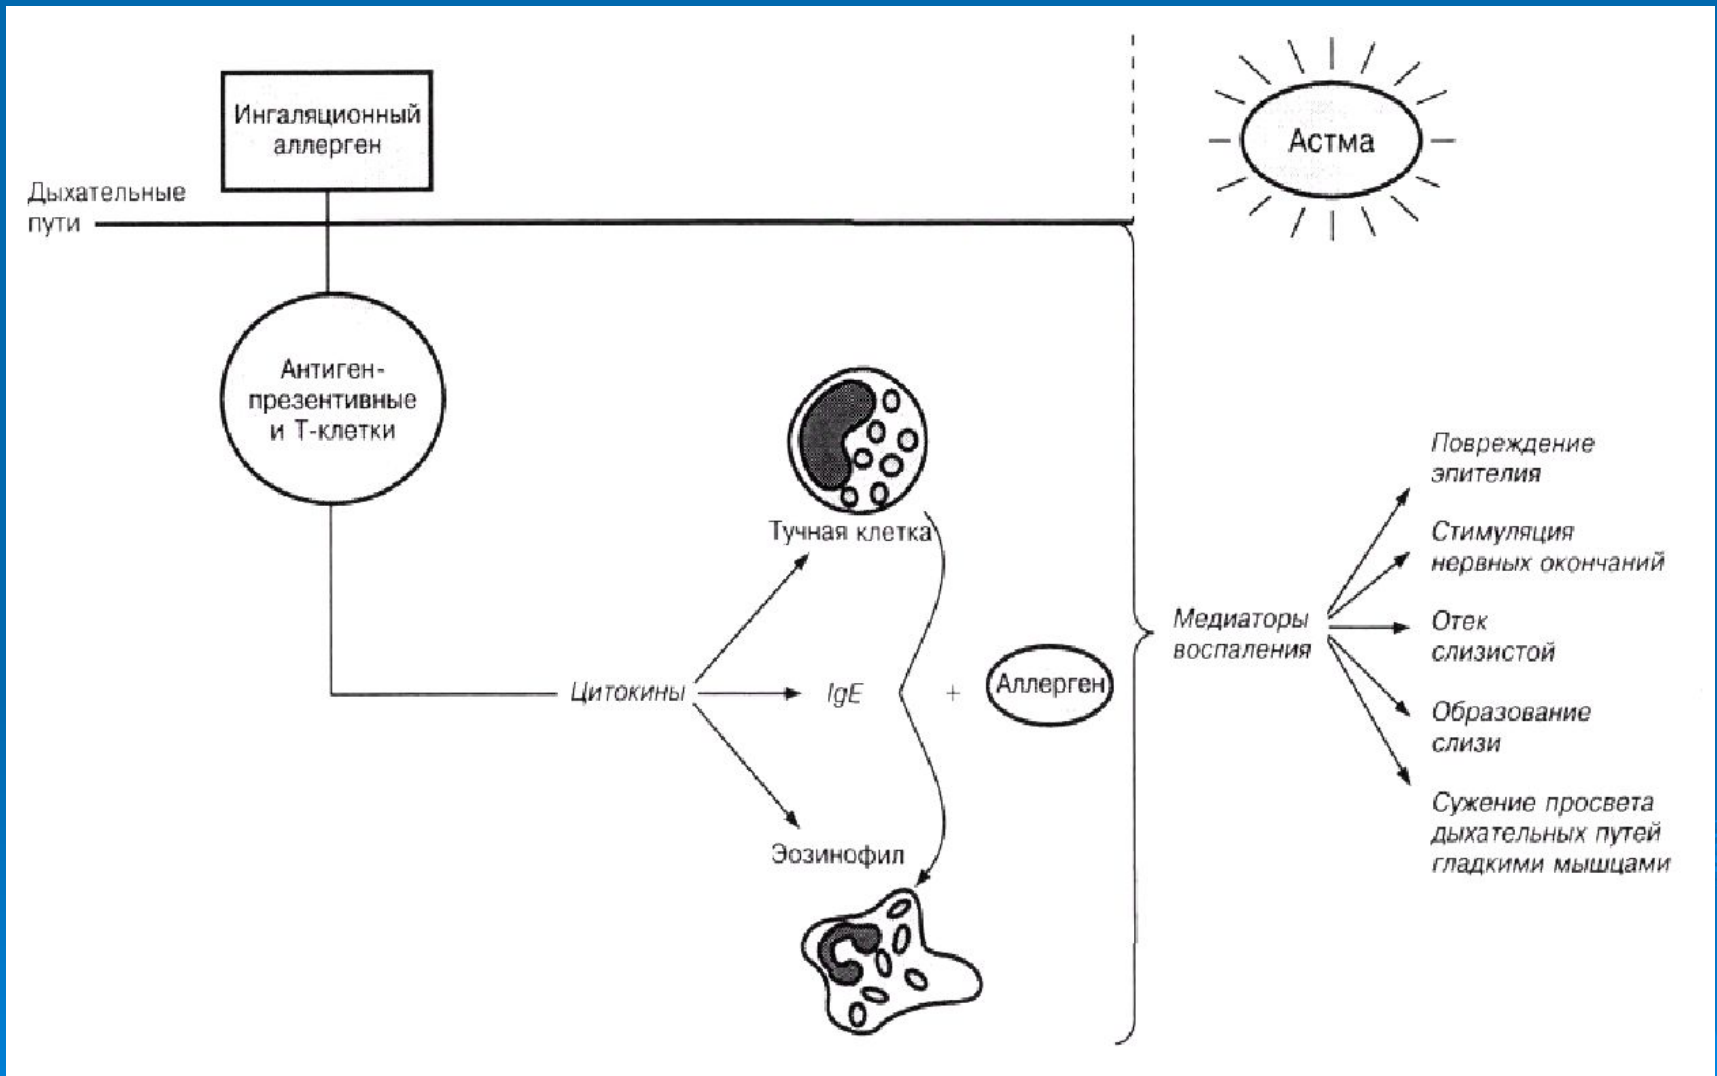 Ингаляционный
аллерген
Дыхательные
пути
Астма
Антиген-
презентивные
и Т-клетки
Тучная клетка
Цитокины
IgE
+
Аллерген
Эозинофил
Медиаторы
воспаления
Повреждение
эпителия
Стимуляция
нервных окончаний
Отек
слизистой
Образование
слизи
Сужение просвета
дыхательных путей
гладкими мышцами